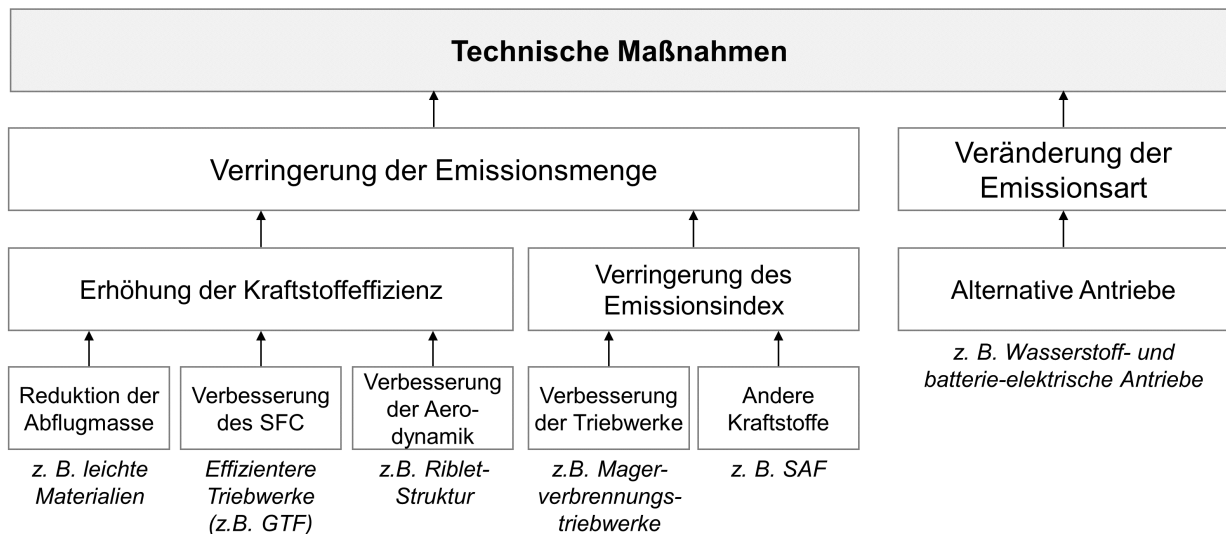 Technische Maßnahmen
Verringerung der Emissionsmenge
Veränderung der
Emissionsart
Erhöhung der Kraftstoffeffizienz
Verringerung des
Emissionsindex
Alternative Antriebe
z. B. Wasserstoff- und
batterie-elektrische Antriebe
Reduktion der
Abflugmasse
z. B. leichte
Materialien
Verbesserung
des SFC
Effizientere
Triebwerke
(z.B. GTF)
Verbesserung
der Aero-
dynamik
z.B. Riblet-
Struktur
Verbesserung
der Triebwerke
z.B. Mager-
verbrennungs-
triebwerke
Andere
Kraftstoffe
z. B. SAF